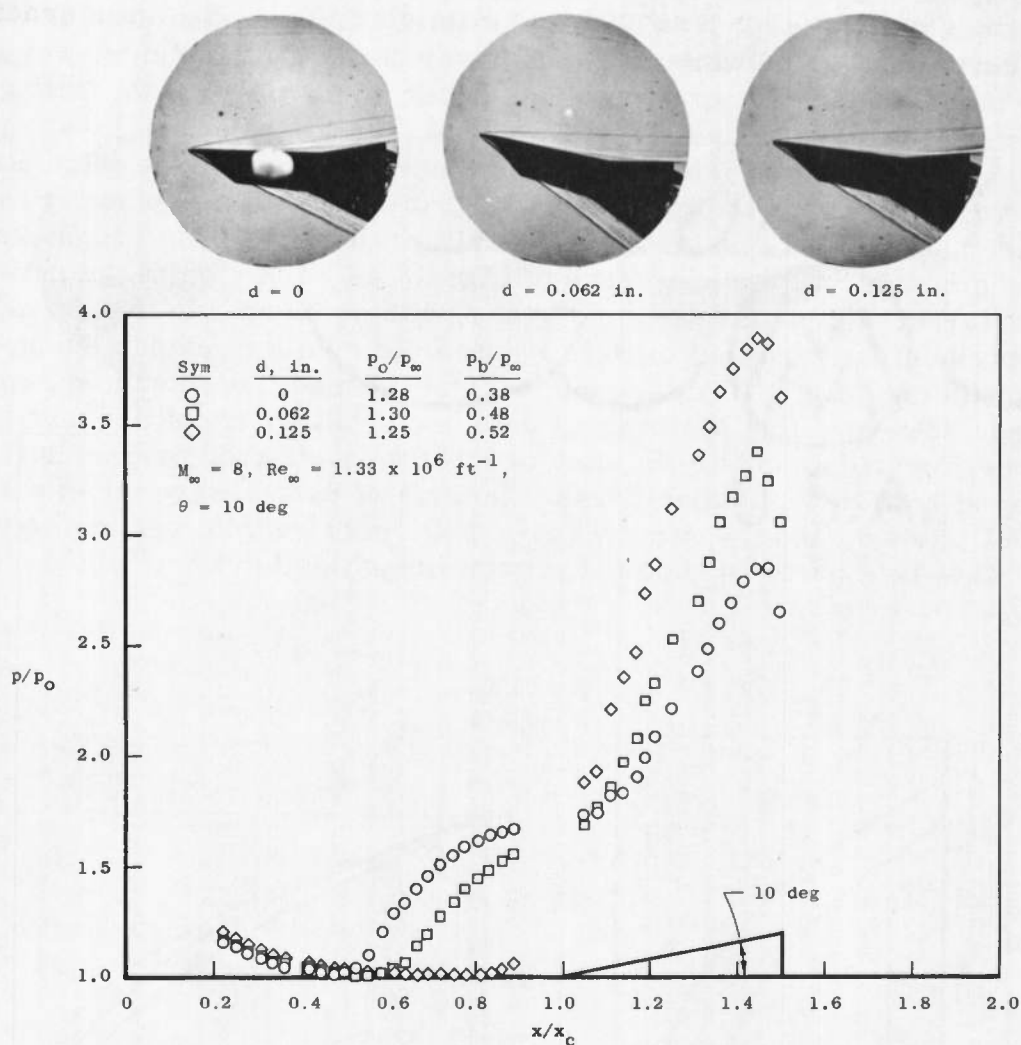 d = 0
d = 0.062 in.
d = 0.125 in.
Sym d, in. p_o/p_∞ p_b/p_∞
○ 0 1.28 0.38
□ 0.062 1.30 0.48
◇ 0.125 1.25 0.52
M_∞ = 8, Re_∞ = 1.33 x 10^6 ft^-1,
θ = 10 deg
4.0
3.5
3.0
2.5
p/p_o
2.0
1.5
1.0
10 deg
0 0.2 0.4 0.6 0.8 1.0 1.2 1.4 1.6 1.8 2.0
x/x_c